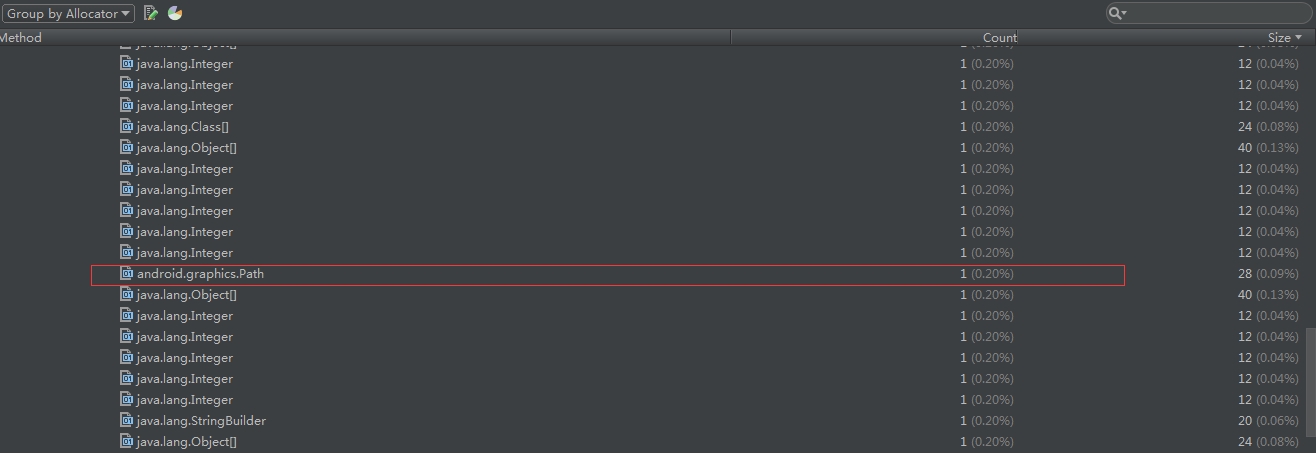 Group by Allocator
Method Count Size
java.lang.Integer 1 (0.20%) 12 (0.04%)
java.lang.Integer 1 (0.20%) 12 (0.04%)
java.lang.Integer 1 (0.20%) 12 (0.04%)
java.lang.Class[] 1 (0.20%) 24 (0.08%)
java.lang.Object[] 1 (0.20%) 40 (0.13%)
java.lang.Integer 1 (0.20%) 12 (0.04%)
java.lang.Integer 1 (0.20%) 12 (0.04%)
java.lang.Integer 1 (0.20%) 12 (0.04%)
java.lang.Integer 1 (0.20%) 12 (0.04%)
java.lang.Integer 1 (0.20%) 12 (0.04%)
android.graphics.Path 1 (0.20%) 28 (0.09%)
java.lang.Object[] 1 (0.20%) 40 (0.13%)
java.lang.Integer 1 (0.20%) 12 (0.04%)
java.lang.Integer 1 (0.20%) 12 (0.04%)
java.lang.Integer 1 (0.20%) 12 (0.04%)
java.lang.Integer 1 (0.20%) 12 (0.04%)
java.lang.Integer 1 (0.20%) 12 (0.04%)
java.lang.StringBuilder 1 (0.20%) 20 (0.06%)
java.lang.Object[] 1 (0.20%) 24 (0.08%)